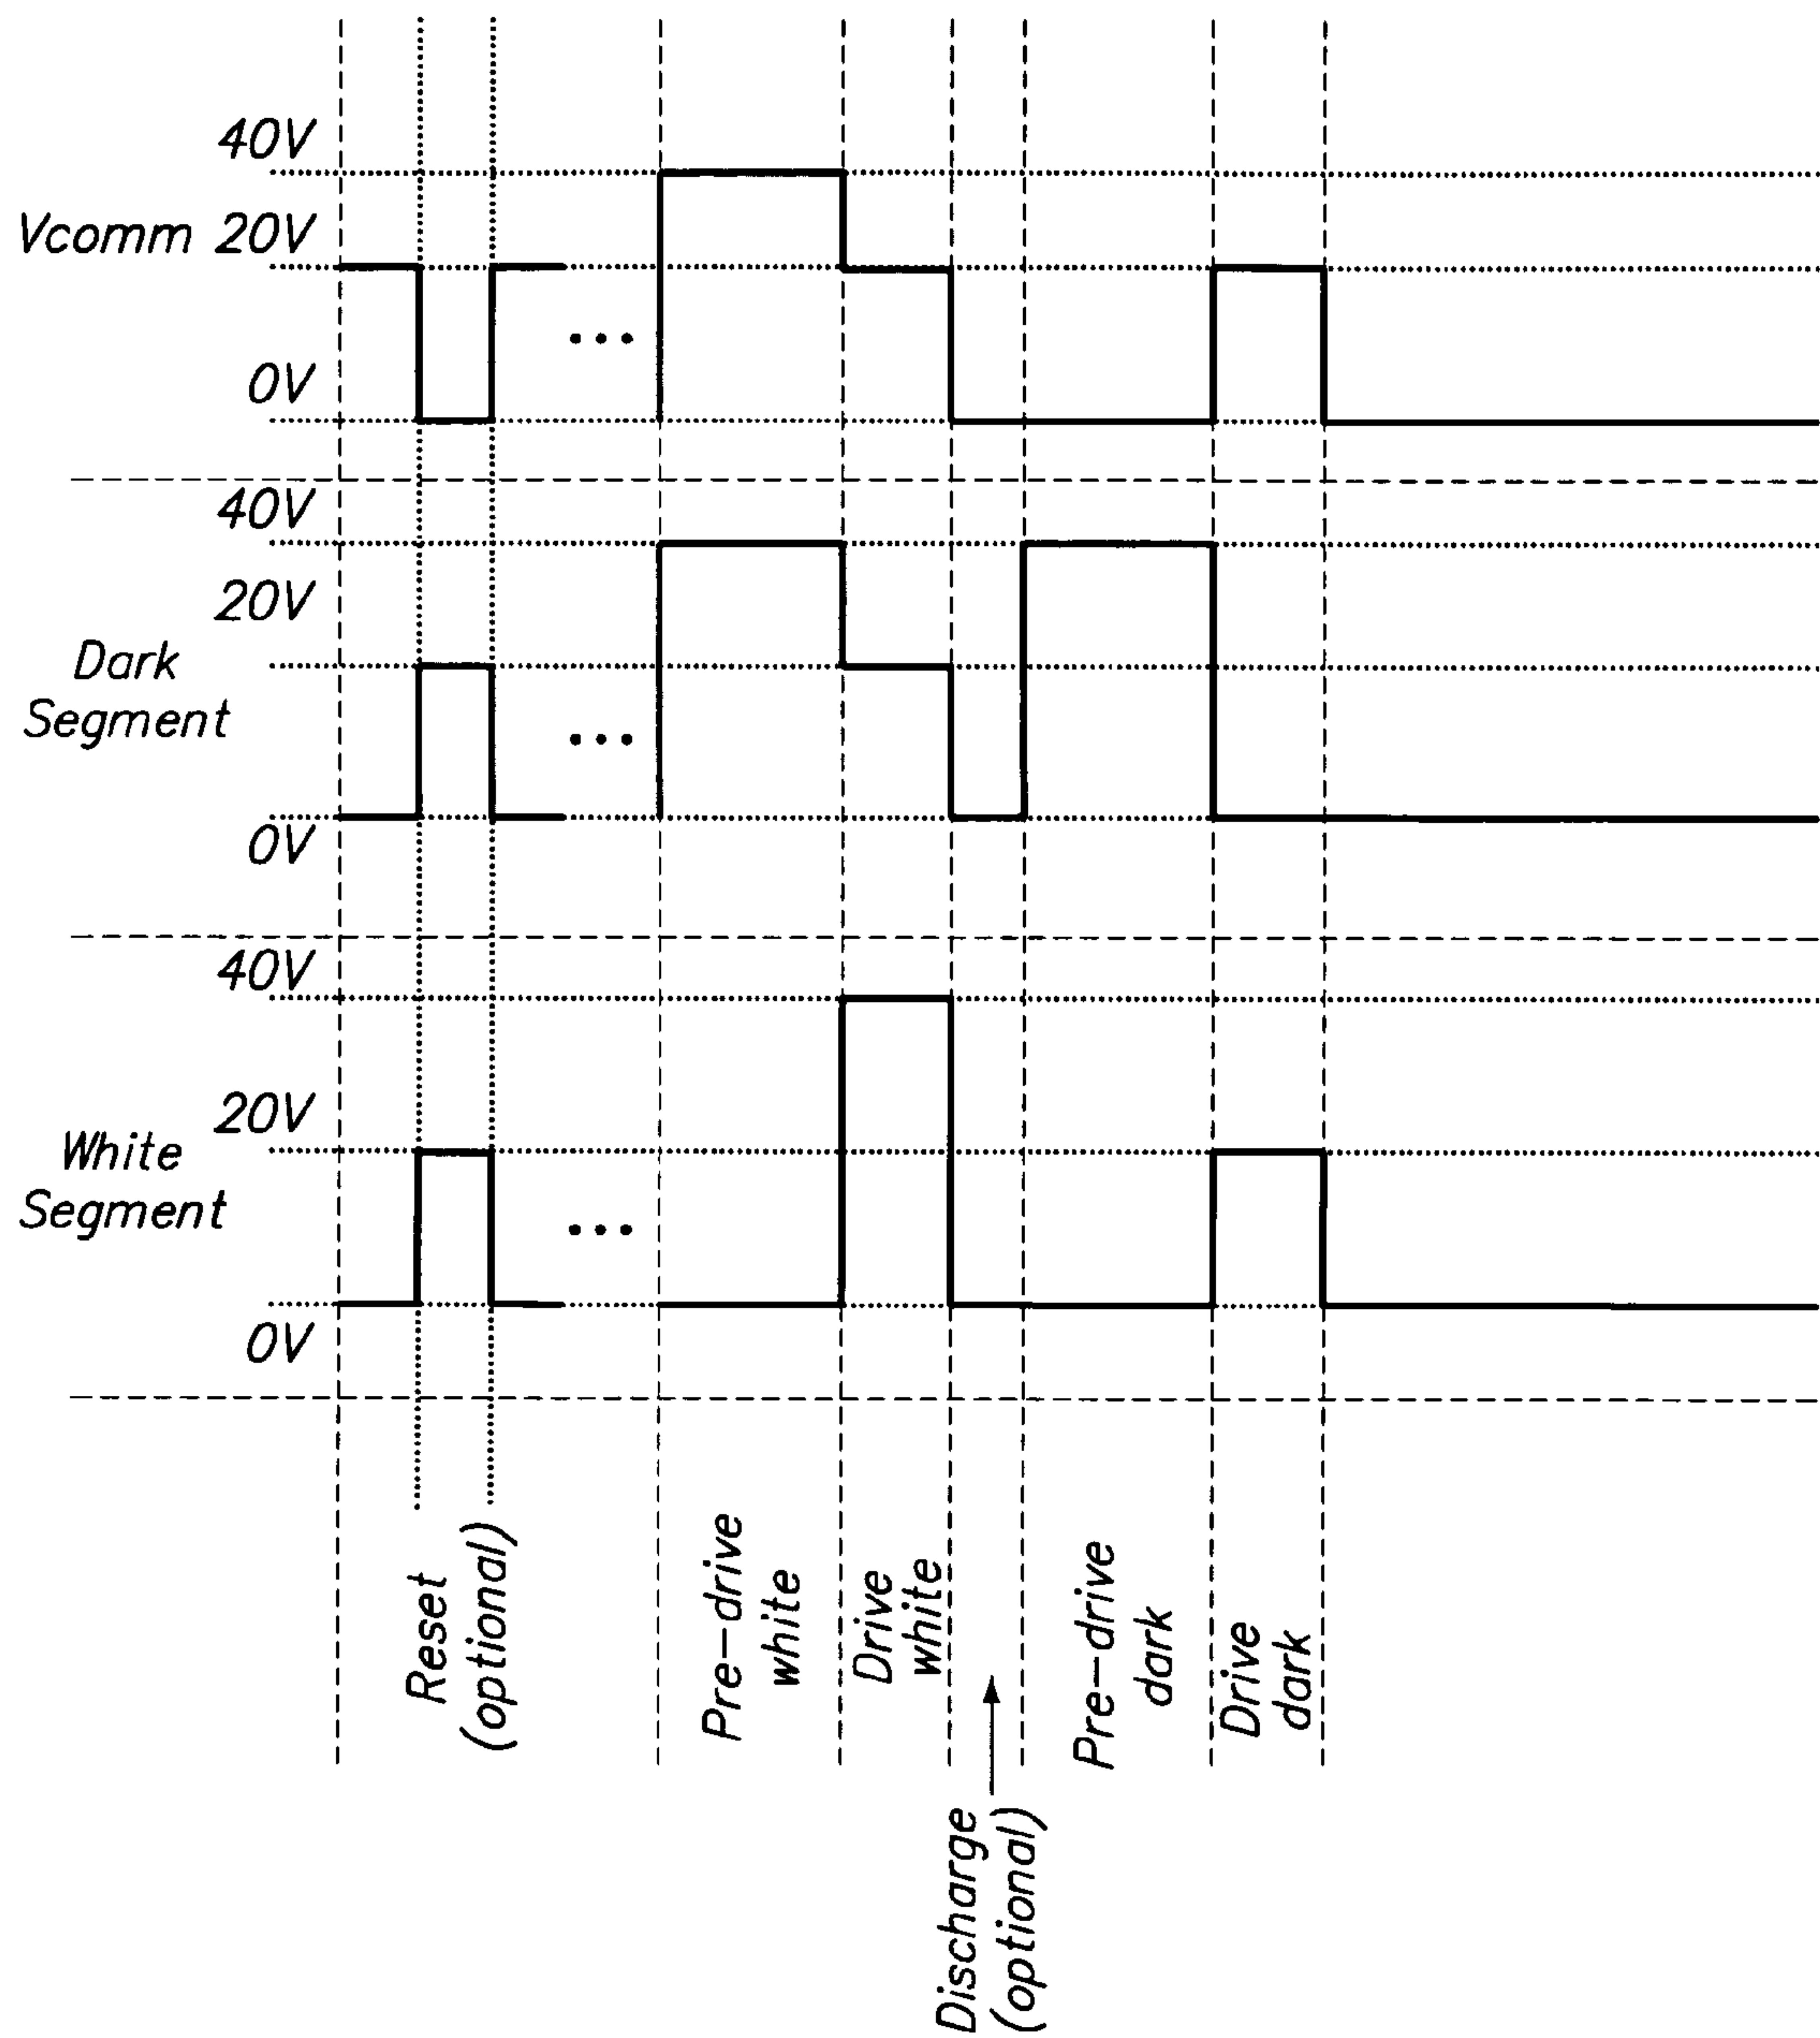 40V
Vcomm 20V
0V
40V
20V
Dark
Segment
0V
40V
20V
White
Segment
0V
Reset
(optional)
Pre-drive
white
Drive
white
Discharge
(optional)
Pre-drive
dark
Drive
dark